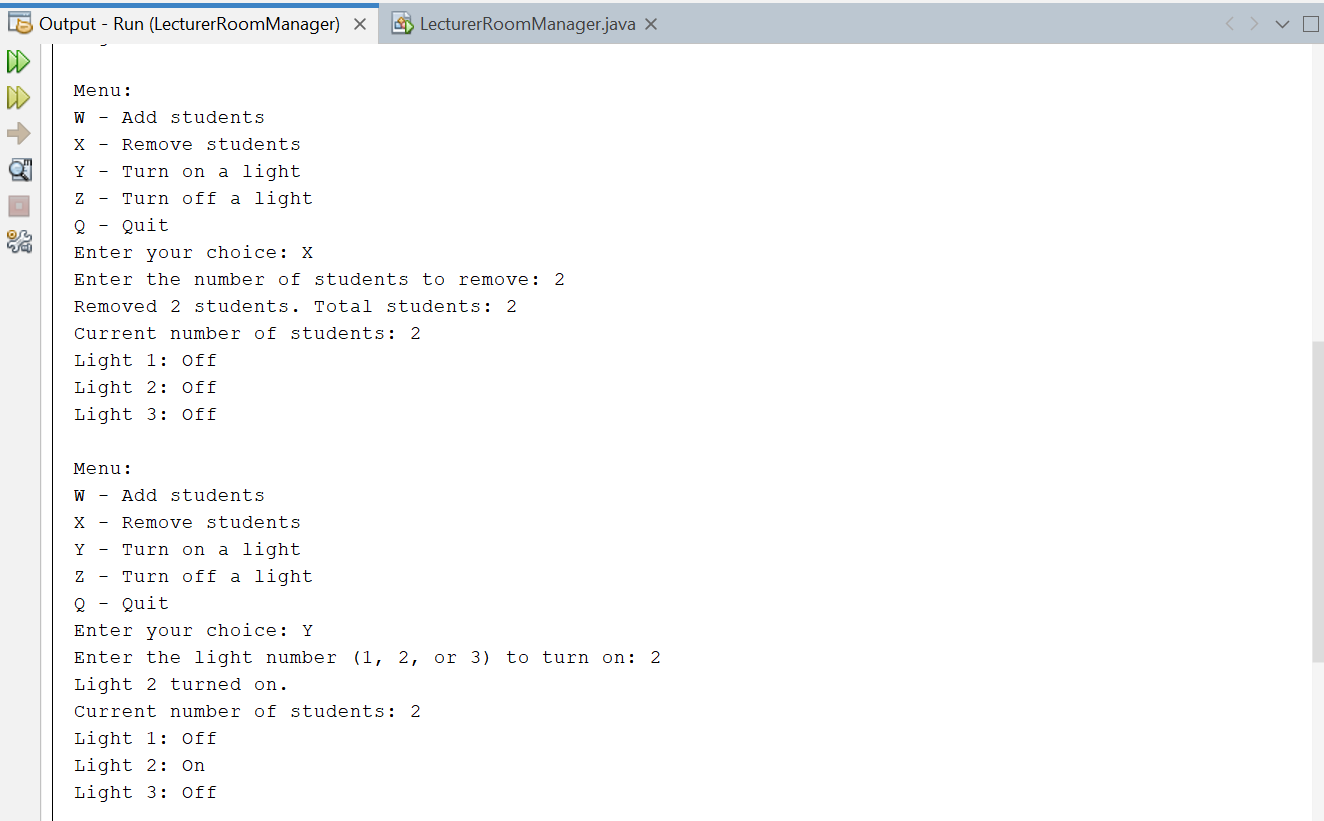 Output - Run (LecturerRoomManager)
LecturerRoomManager.java
Menu:
W - Add students
X - Remove students
Y - Turn on a light
Z - Turn off a light
Q - Quit
Enter your choice: X
Enter the number of students to remove: 2
Removed 2 students. Total students: 2
Current number of students: 2
Light 1: Off
Light 2: Off
Light 3: Off
Menu:
W - Add students
X - Remove students
Y - Turn on a light
Z - Turn off a light
Q - Quit
Enter your choice: Y
Enter the light number (1, 2, or 3) to turn on: 2
Light 2 turned on.
Current number of students: 2
Light 1: Off
Light 2: On
Light 3: Off